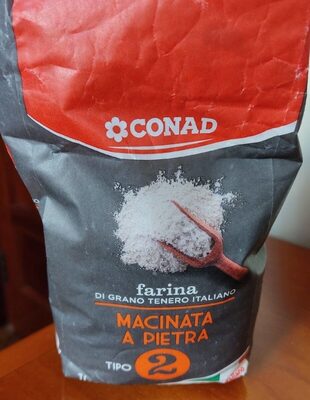 CONAD
farina
DI GRANO TENERO ITALIANO
MACINATA
A PIETRA
TIPO 2